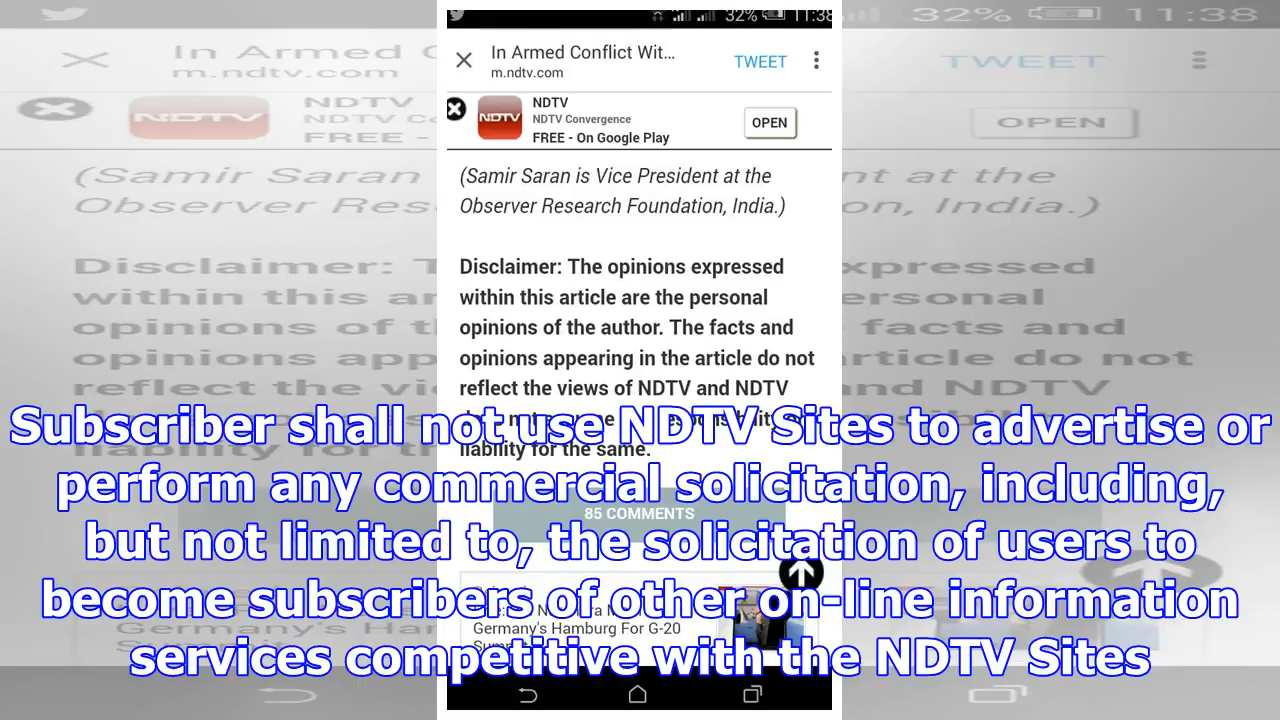 32% 11:38
In Armed Conflict Wit...
m.ndtv.com
TWEET
NDTV
NDTV
NDTV Convergence
FREE - On Google Play
OPEN
(Samir Saran is Vice President at the
Observer Research Foundation, India.)
Disclaimer: The opinions expressed
within this article are the personal
opinions of the author. The facts and
opinions appearing in the article do not
reflect the views of NDTV and NDTV
liability for the same.
85 COMMENTS
Germany's Hamburg For G-20
Subscriber shall not use NDTV Sites to advertise or
perform any commercial solicitation, including,
but not limited to, the solicitation of users to
become subscribers of other on-line information
services competitive with the NDTV Sites